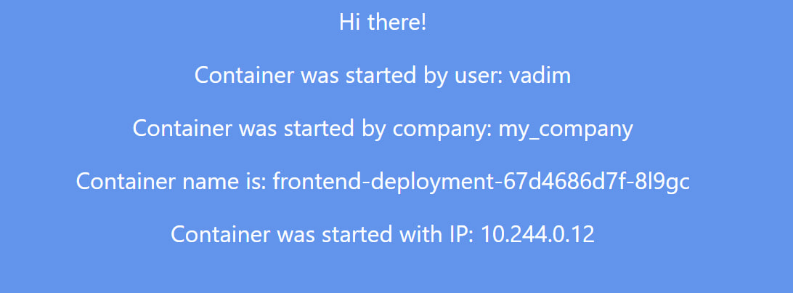 Hi there!
Container was started by user: vadim
Container was started by company: my_company
Container name is: frontend-deployment-67d4686d7f-8l9gc
Container was started with IP: 10.244.0.12